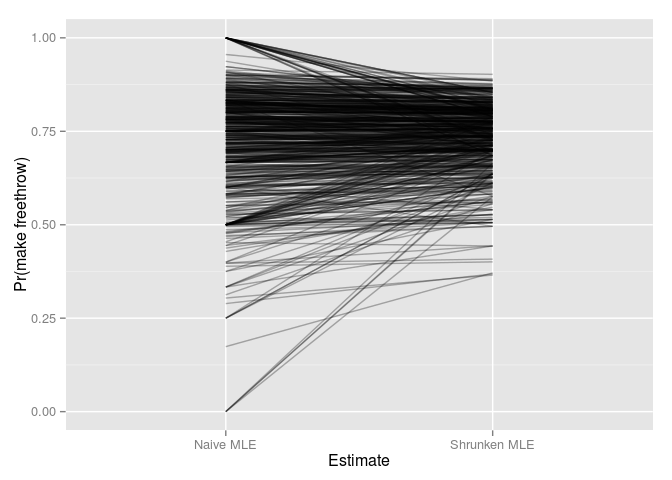 1.00
0.75
0.50
0.25
0.00
Pr(make freethrow)
Naive MLE
Shrunken MLE
Estimate